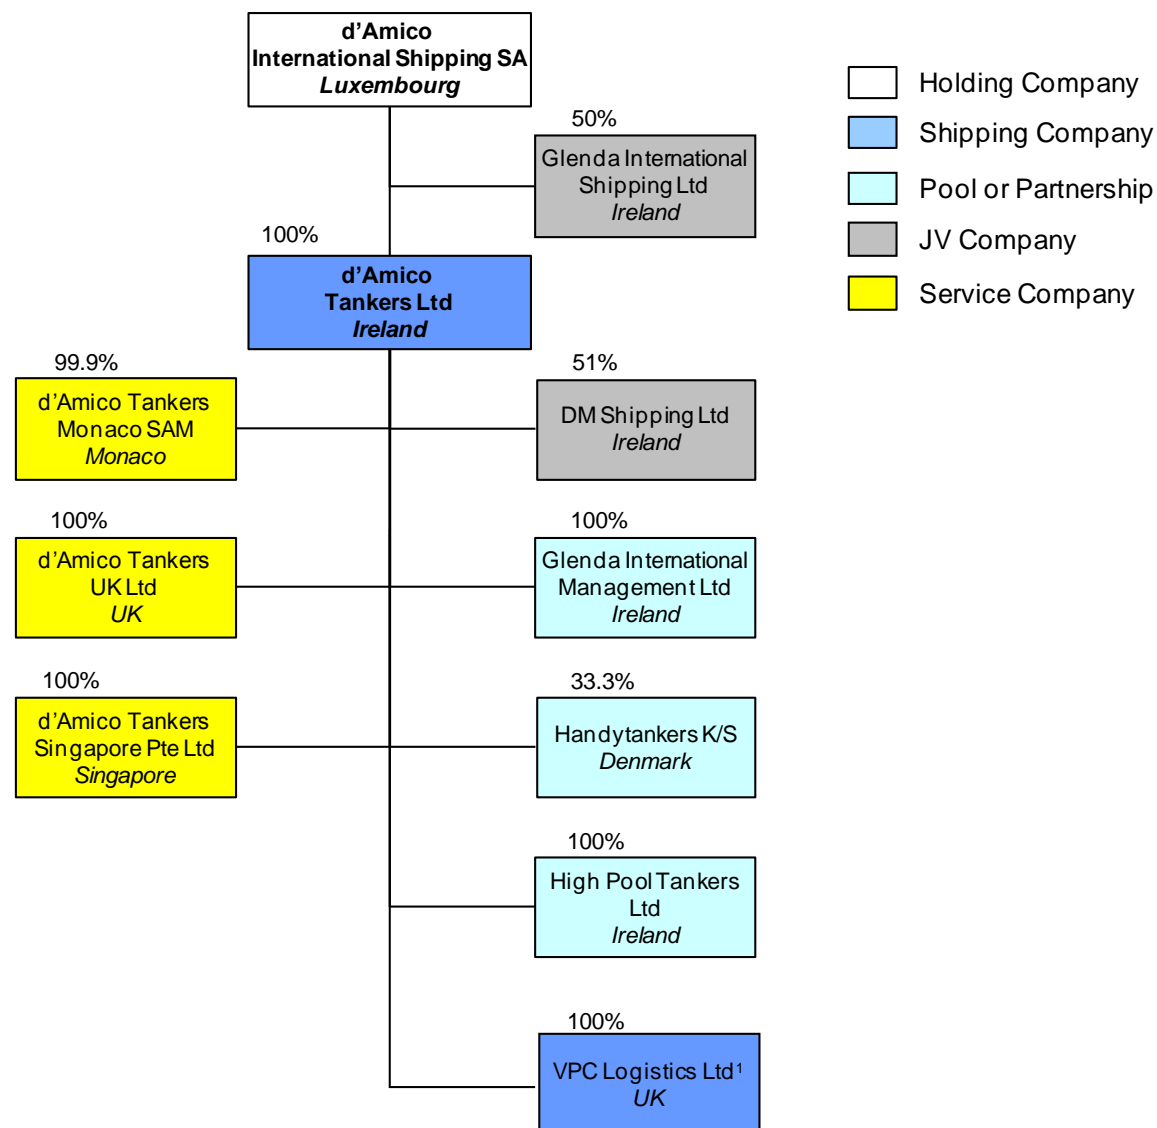 d'Amico
International Shipping SA
Luxembourg
50%
Glenda International
Shipping Ltd
Ireland
100%
d'Amico
Tankers Ltd
Ireland
99.9%
d'Amico Tankers
Monaco SAM
Monaco
51%
DM Shipping Ltd
Ireland
100%
d'Amico Tankers
UK Ltd
UK
100%
Glenda International
Management Ltd
Ireland
100%
d'Amico Tankers
Singapore Pte Ltd
Singapore
33.3%
Handytankers K/S
Denmark
100%
High Pool Tankers
Ltd
Ireland
100%
VPC Logistics Ltd¹
UK
Holding Company
Shipping Company
Pool or Partnership
JV Company
Service Company